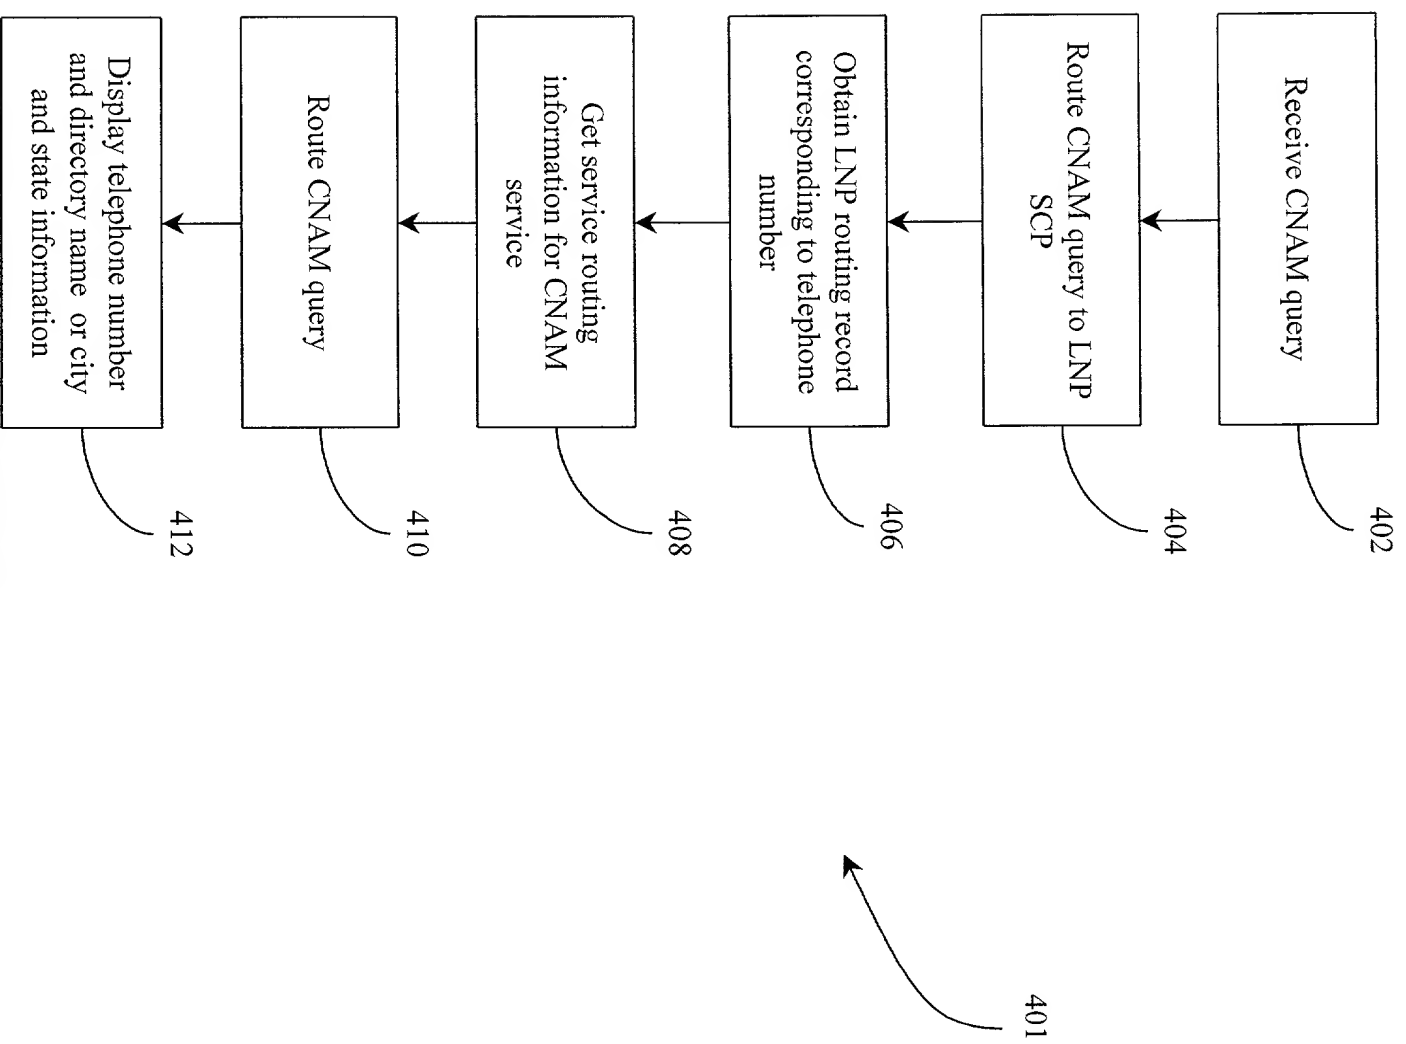 Receive CNAM query
402
Route CNAM query to LNP
SCP
404
Obtain LNP routing record
corresponding to telephone
number
406
Get service routing
information for CNAM
service
408
Route CNAM query
410
Display telephone number
and directory name or city
and state information
412
401